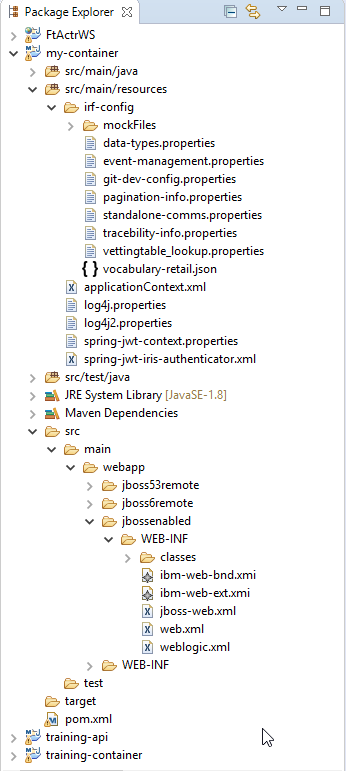 Package Explorer
FtActrWS
my-container
src/main/java
src/main/resources
irf-config
mockFiles
data-types.properties
event-management.properties
git-dev-config.properties
pagination-info.properties
standalone-comms.properties
tracebility-info.properties
vettingtable_lookup.properties
{ } vocabulary-retail.json
applicationContext.xml
log4j.properties
log4j2.properties
spring-jwt-context.properties
spring-jwt-iris-authenticator.xml
src/test/java
JRE System Library [JavaSE-1.8]
Maven Dependencies
src
main
webapp
jboss53remote
jboss6remote
jbossenabled
WEB-INF
classes
ibm-web-bnd.xmi
ibm-web-ext.xmi
jboss-web.xml
web.xml
weblogic.xml
WEB-INF
test
target
pom.xml
training-api
training-container